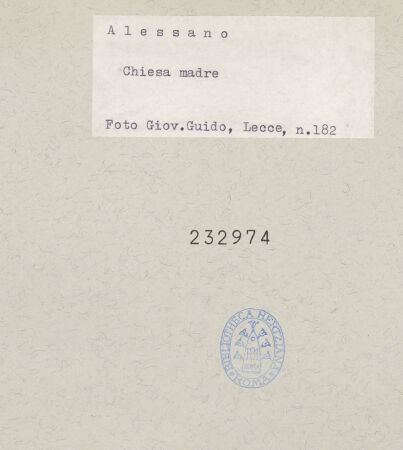 Alessano
Chiesa madre
Foto Giov.Guido, Lecce, n.182
232974
BIBLIOTHECA HERTZIANA
ROMA